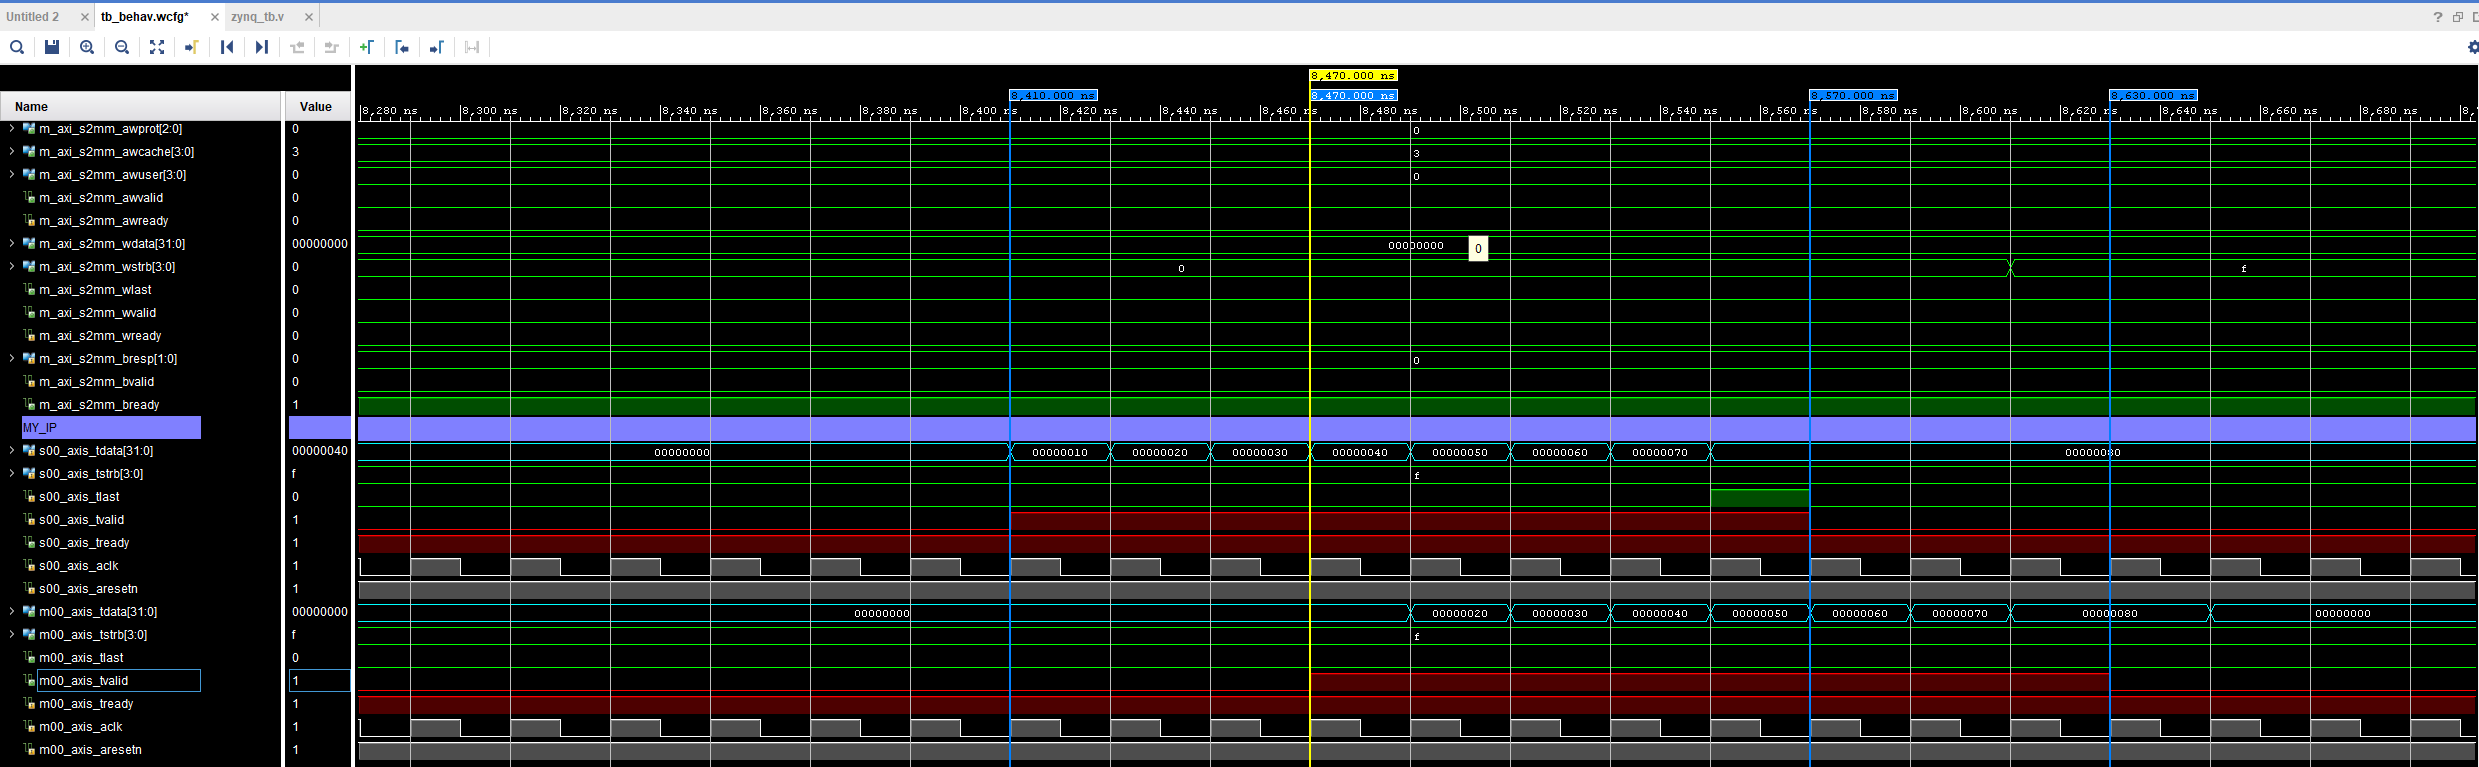 Untitled 2 × tb_behav.wcfg* × zynq_tb.v ×
?
8,470.000 ns
8,410.000 ns 8,470.000 ns 8,570.000 ns 8,630.000 ns
Name Value
8,280 ns 8,300 ns 8,320 ns 8,340 ns 8,360 ns 8,380 ns 8,400 ns 8,420 ns 8,440 ns 8,460 ns 8,480 ns 8,500 ns 8,520 ns 8,540 ns 8,560 ns 8,580 ns 8,600 ns 8,620 ns 8,640 ns 8,660 ns 8,680 ns
m_axi_s2mm_awprot[2:0] 0 0
m_axi_s2mm_awcache[3:0] 3 3
m_axi_s2mm_awuser[3:0] 0 0
m_axi_s2mm_awvalid 0
m_axi_s2mm_awready 0
m_axi_s2mm_wdata[31:0] 00000000 00000000 0
m_axi_s2mm_wstrb[3:0] 0 0 f
m_axi_s2mm_wlast 0
m_axi_s2mm_wvalid 0
m_axi_s2mm_wready 0
m_axi_s2mm_bresp[1:0] 0 0
m_axi_s2mm_bvalid 0
m_axi_s2mm_bready 1
MY_IP
s00_axis_tdata[31:0] 00000040 00000000 00000010 00000020 00000030 00000040 00000050 00000060 00000070 00000080
s00_axis_tstrb[3:0] f f
s00_axis_tlast 0
s00_axis_tvalid 1
s00_axis_tready 1
s00_axis_aclk 1
s00_axis_aresetn 1
m00_axis_tdata[31:0] 00000000 00000000 00000020 00000030 00000040 00000050 00000060 00000070 00000080 00000000
m00_axis_tstrb[3:0] f f
m00_axis_tlast 0
m00_axis_tvalid 1
m00_axis_tready 1
m00_axis_aclk 1
m00_axis_aresetn 1